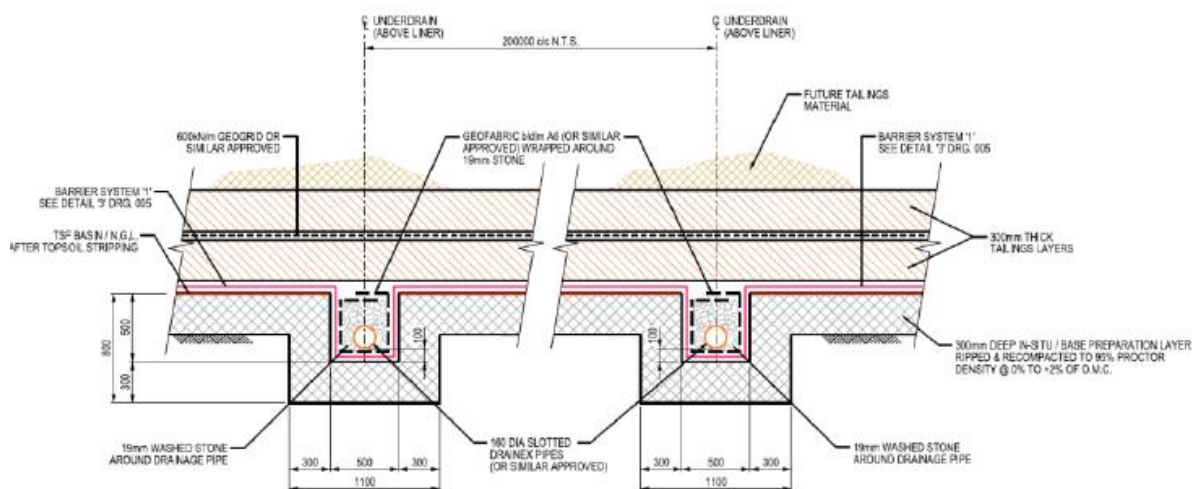 ℄ UNDERDRAIN
(ABOVE LINER)
℄ UNDERDRAIN
(ABOVE LINER)
200000 c/c N.T.S.
FUTURE TAILINGS
MATERIAL
600kN/m GEOGRID OR
SIMILAR APPROVED
GEOFABRIC bidim A6 (OR SIMILAR
APPROVED) WRAPPED AROUND
19mm STONE
BARRIER SYSTEM '1'
SEE DETAIL '3' DRG. 005
BARRIER SYSTEM '1'
SEE DETAIL '3' DRG. 005
TSF BASIN / N.G.L.
AFTER TOPSOIL STRIPPING
300mm THICK
TAILINGS LAYERS
800
500
300
100
100
300mm DEEP IN-SITU / BASE PREPARATION LAYER
RIPPED & RECOMPACTED TO 95% PROCTOR
DENSITY @ 0% TO +2% OF O.M.C.
19mm WASHED STONE
AROUND DRAINAGE PIPE
160 DIA SLOTTED
DRAINEX PIPES
(OR SIMILAR APPROVED)
19mm WASHED STONE
AROUND DRAINAGE PIPE
300 500 300
1100
300 500 300
1100